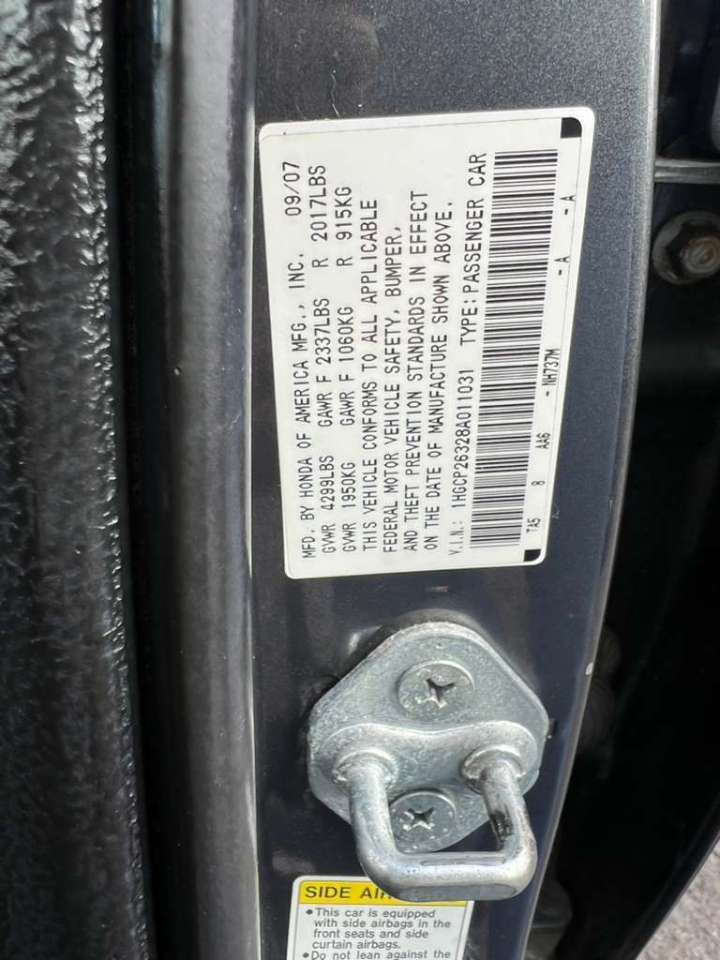 MFD. BY HONDA OF AMERICA MFG., INC. 09/07
GVWR 4299LBS GAWR F 2337LBS R 2017LBS
GVWR 1950KG GAWR F 1060KG R 915KG
THIS VEHICLE CONFORMS TO ALL APPLICABLE
FEDERAL MOTOR VEHICLE SAFETY, BUMPER,
AND THEFT PREVENTION STANDARDS IN EFFECT
ON THE DATE OF MANUFACTURE SHOWN ABOVE.
V.I.N.: 1HGCP26328A011031 TYPE: PASSENGER CAR
TA5 8 AA6 - NH737M - A - A
SIDE
• This car is equipped
with side airbags in the
front seats and side
curtain airbags.
• Do not lean against the